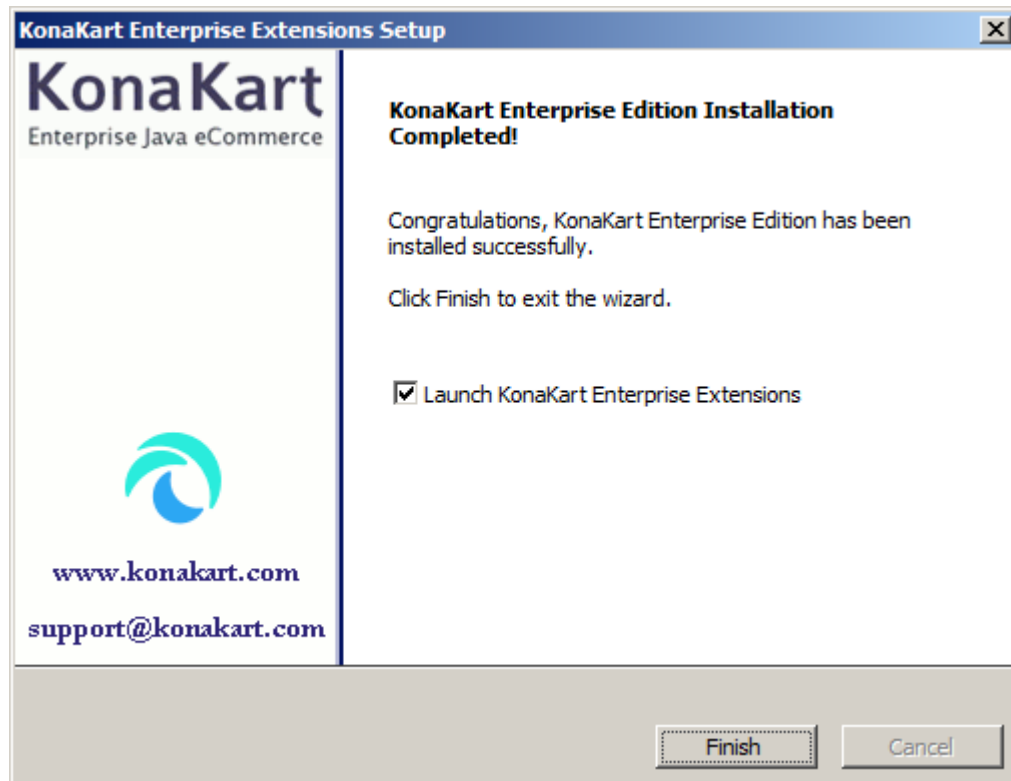 KonaKart Enterprise Extensions Setup
KonaKart
Enterprise Java eCommerce
KonaKart Enterprise Edition Installation
Completed!
Congratulations, KonaKart Enterprise Edition has been
installed successfully.
Click Finish to exit the wizard.
Launch KonaKart Enterprise Extensions
www.konakart.com
support@konakart.com
Finish
Cancel